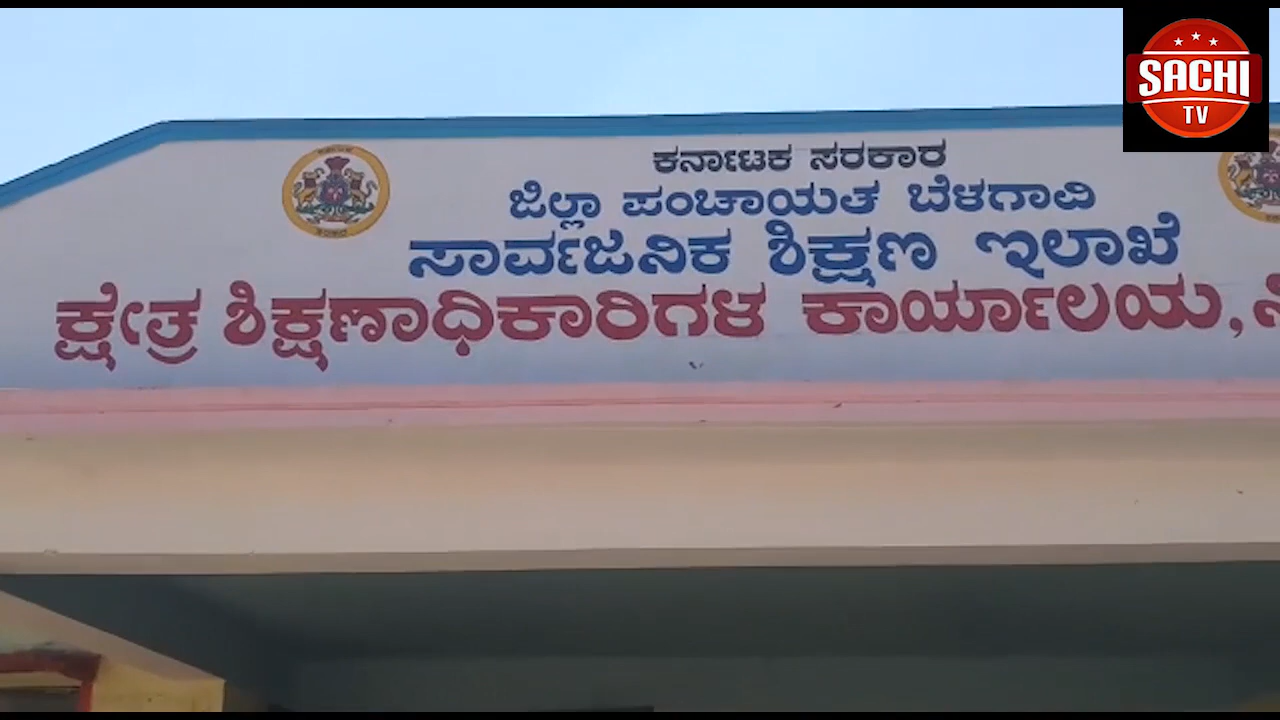 SACHI
TV
ಕರ್ನಾಟಕ ಸರಕಾರ
ಜಿಲ್ಲಾ ಪಂಚಾಯತ ಬೆಳಗಾವಿ
ಸಾರ್ವಜನಿಕ ಶಿಕ್ಷಣ ಇಲಾಖೆ
ಕ್ಷೇತ್ರ ಶಿಕ್ಷಣಾಧಿಕಾರಿಗಳ ಕಾರ್ಯಾಲಯ,